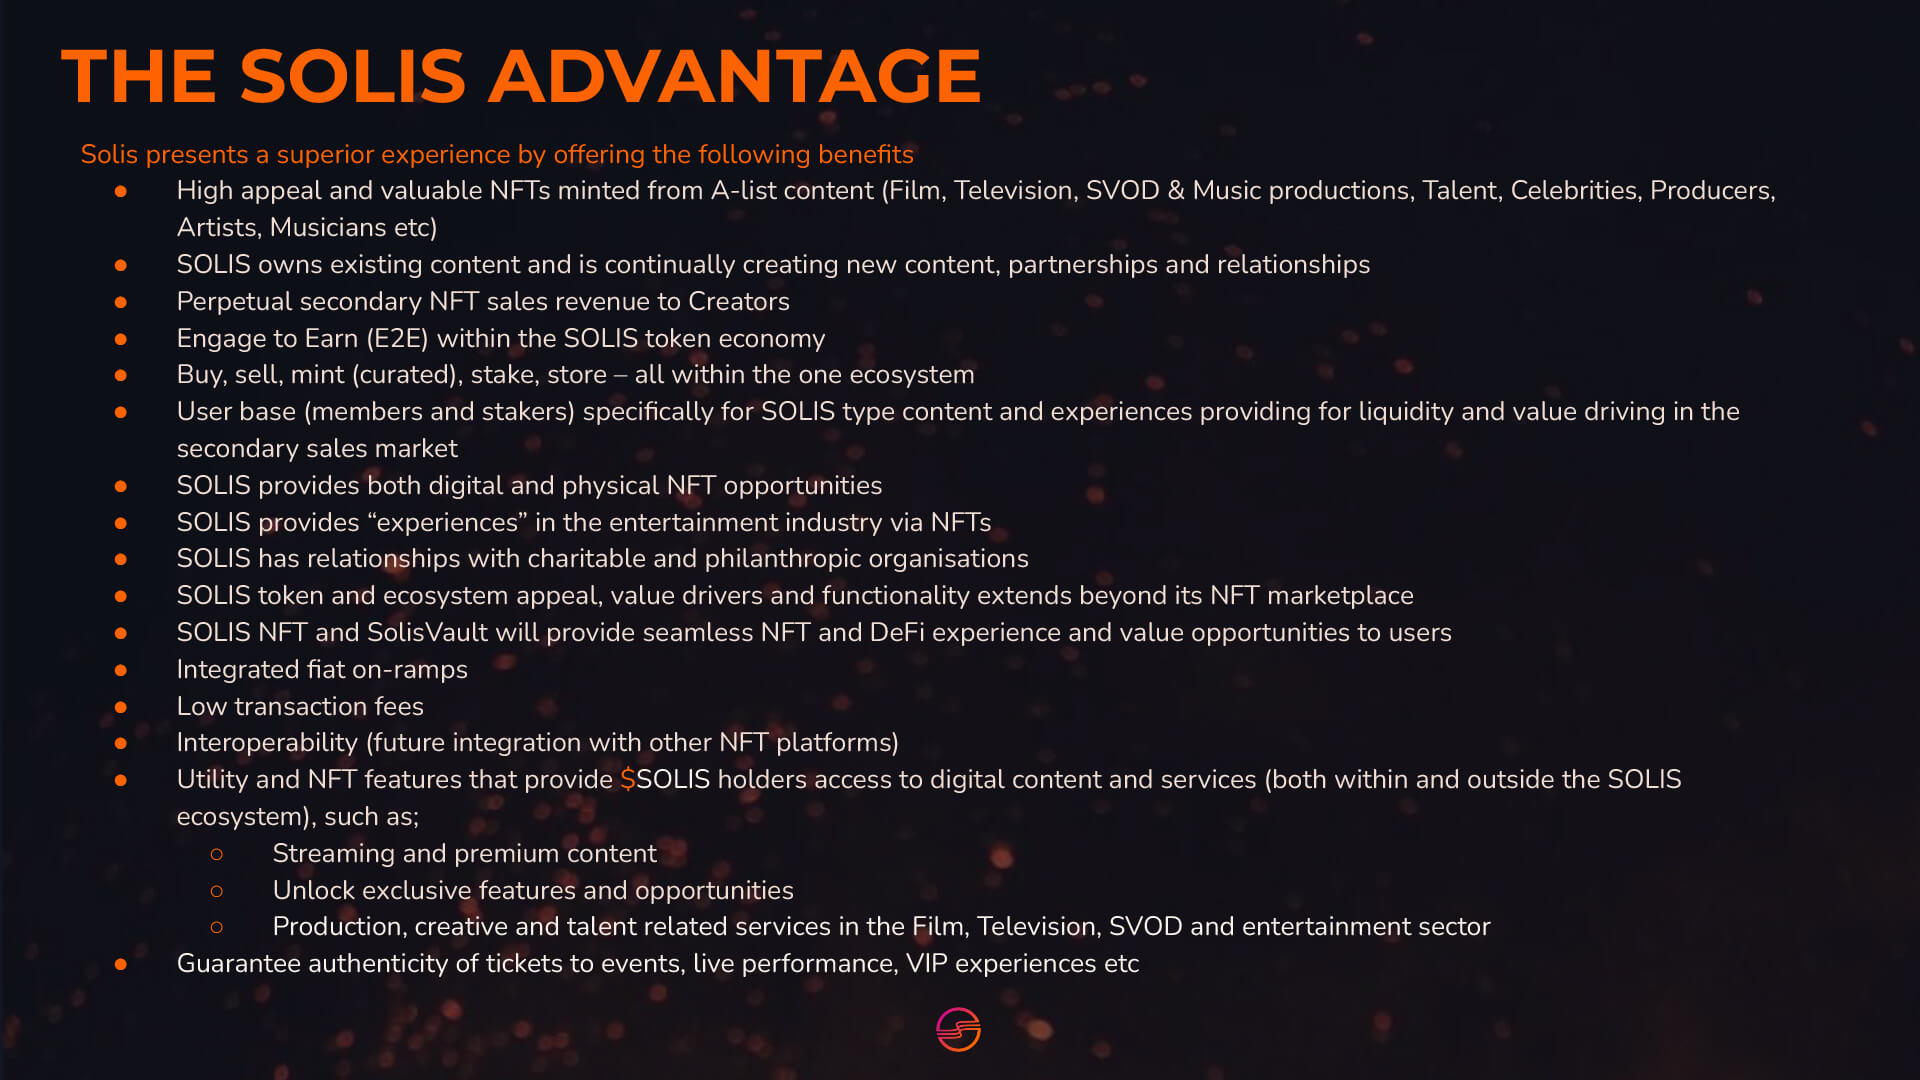 THE SOLIS ADVANTAGE
Solis presents a superior experience by offering the following benefits
● High appeal and valuable NFTs minted from A-list content (Film, Television, SVOD & Music productions, Talent, Celebrities, Producers,
Artists, Musicians etc)
● SOLIS owns existing content and is continually creating new content, partnerships and relationships
● Perpetual secondary NFT sales revenue to Creators
● Engage to Earn (E2E) within the SOLIS token economy
● Buy, sell, mint (curated), stake, store – all within the one ecosystem
● User base (members and stakers) specifically for SOLIS type content and experiences providing for liquidity and value driving in the
secondary sales market
● SOLIS provides both digital and physical NFT opportunities
● SOLIS provides “experiences” in the entertainment industry via NFTs
● SOLIS has relationships with charitable and philanthropic organisations
● SOLIS token and ecosystem appeal, value drivers and functionality extends beyond its NFT marketplace
● SOLIS NFT and SolisVault will provide seamless NFT and DeFi experience and value opportunities to users
● Integrated fiat on-ramps
● Low transaction fees
● Interoperability (future integration with other NFT platforms)
● Utility and NFT features that provide $SOLIS holders access to digital content and services (both within and outside the SOLIS
ecosystem), such as;
○ Streaming and premium content
○ Unlock exclusive features and opportunities
○ Production, creative and talent related services in the Film, Television, SVOD and entertainment sector
● Guarantee authenticity of tickets to events, live performance, VIP experiences etc